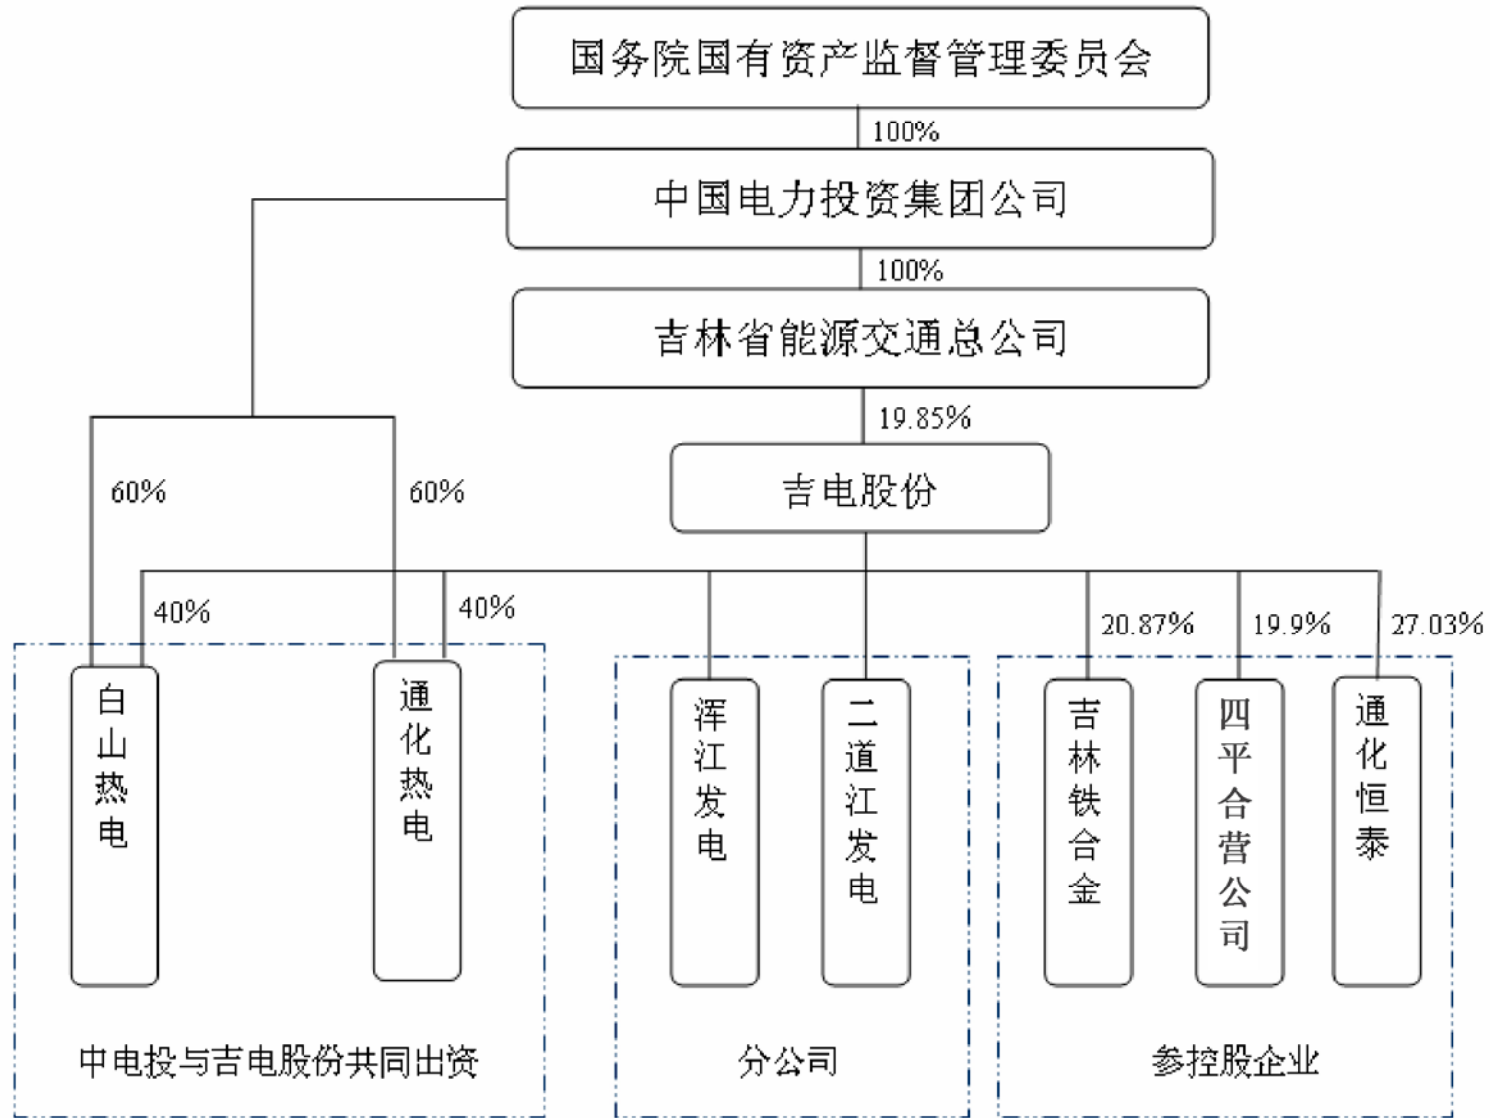 国务院国有资产监督管理委员会
100%
中国电力投资集团公司
100%
吉林省能源交通总公司
19.85%
吉电股份
60%
60%
40%
40%
20.87%
19.9%
27.03%
白山热电
通化热电
浑江发电
二道江发电
吉林铁合金
四平合营公司
通化恒泰
中电投与吉电股份共同出资
分公司
参控股企业